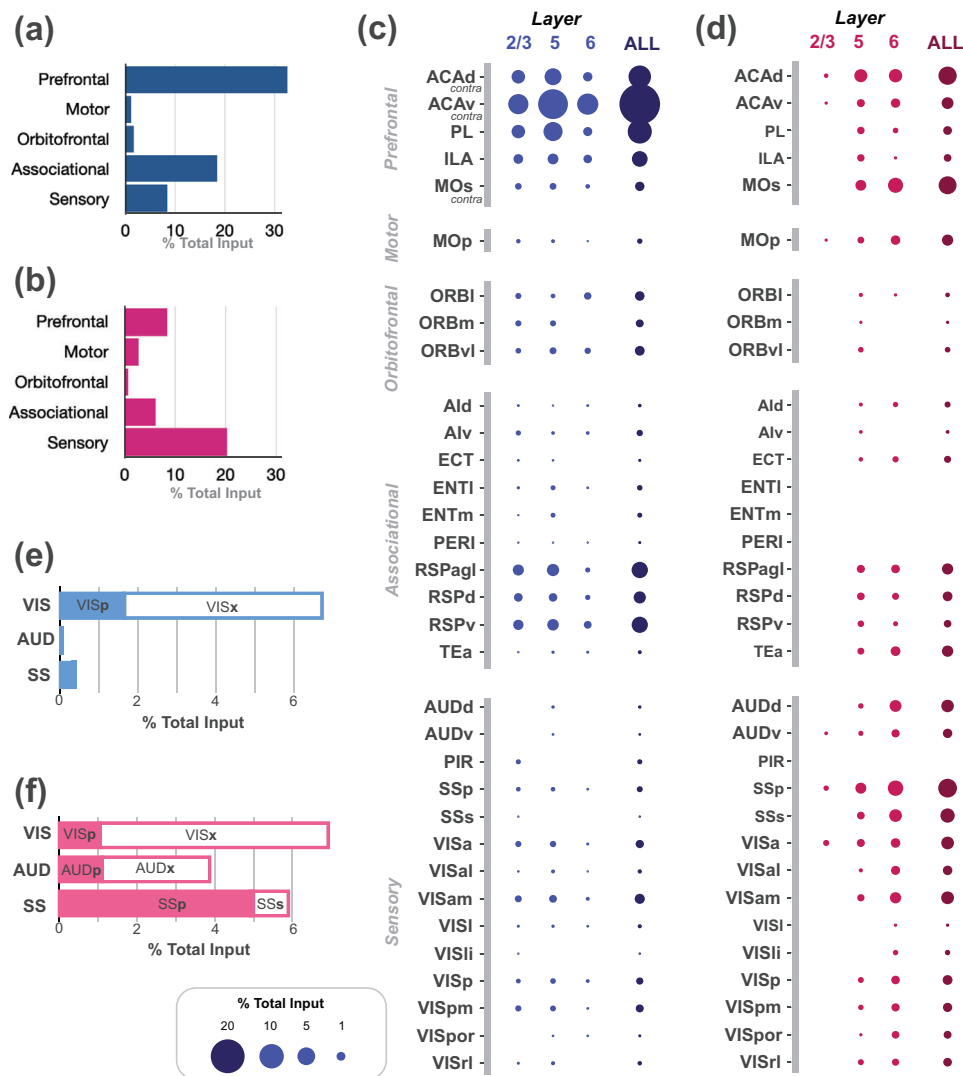 (a)
Prefrontal
Motor
Orbitofrontal
Associational
Sensory
0 10 20 30
% Total Input
(b)
Prefrontal
Motor
Orbitofrontal
Associational
Sensory
0 10 20 30
% Total Input
(e)
VIS VISp VISx
AUD
SS
0 2 4 6
% Total Input
(f)
VIS VISp VISx
AUD AUDp AUDx
SS SSp SSs
0 2 4 6
% Total Input
% Total Input
20 10 5 1
(c)
Layer
2/3 5 6 ALL
Prefrontal
ACAd
contra
ACAv
contra
PL
ILA
MOs
contra
Motor
MOp
Orbitofrontal
ORBl
ORBm
ORBvl
Associational
AId
AIv
ECT
ENTl
ENTm
PERI
RSPagl
RSPd
RSPv
TEa
Sensory
AUDd
AUDv
PIR
SSp
SSs
VISa
VISal
VISam
VISl
VISli
VISp
VISpm
VISpor
VISrl
(d)
Layer
2/3 5 6 ALL
ACAd
ACAv
PL
ILA
MOs
MOp
ORBl
ORBm
ORBvl
AId
AIv
ECT
ENTl
ENTm
PERI
RSPagl
RSPd
RSPv
TEa
AUDd
AUDv
PIR
SSp
SSs
VISa
VISal
VISam
VISl
VISli
VISp
VISpm
VISpor
VISrl